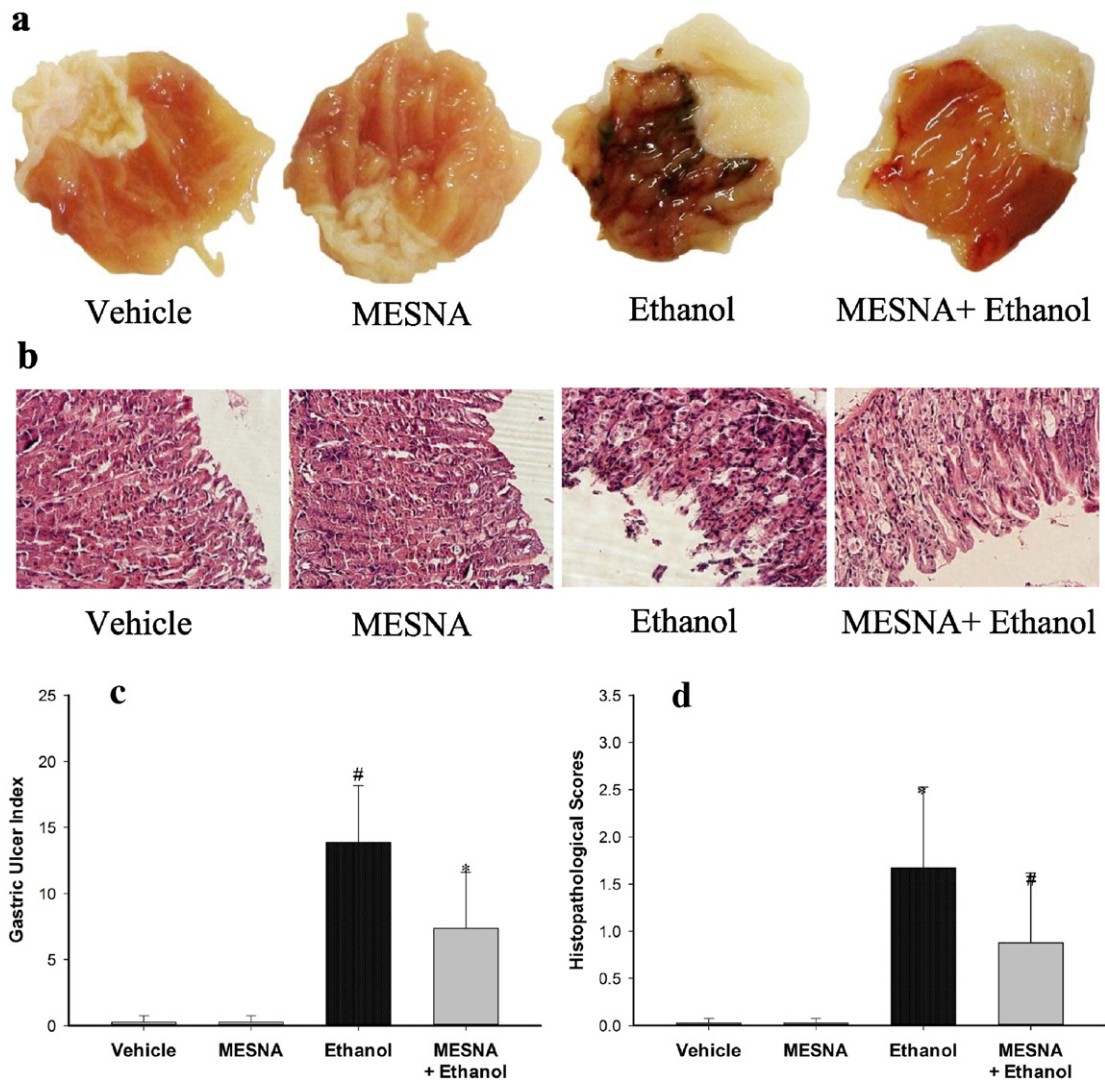 a
Vehicle
MESNA
Ethanol
MESNA+ Ethanol
b
Vehicle
MESNA
Ethanol
MESNA+ Ethanol
c
25
20
15
10
5
0
Gastric Ulcer Index
#
*
Vehicle
MESNA
Ethanol
MESNA
+ Ethanol
d
3.5
3.0
2.5
2.0
1.5
1.0
0.5
0.0
Histopathological Scores
*
#
Vehicle
MESNA
Ethanol
MESNA
+ Ethanol